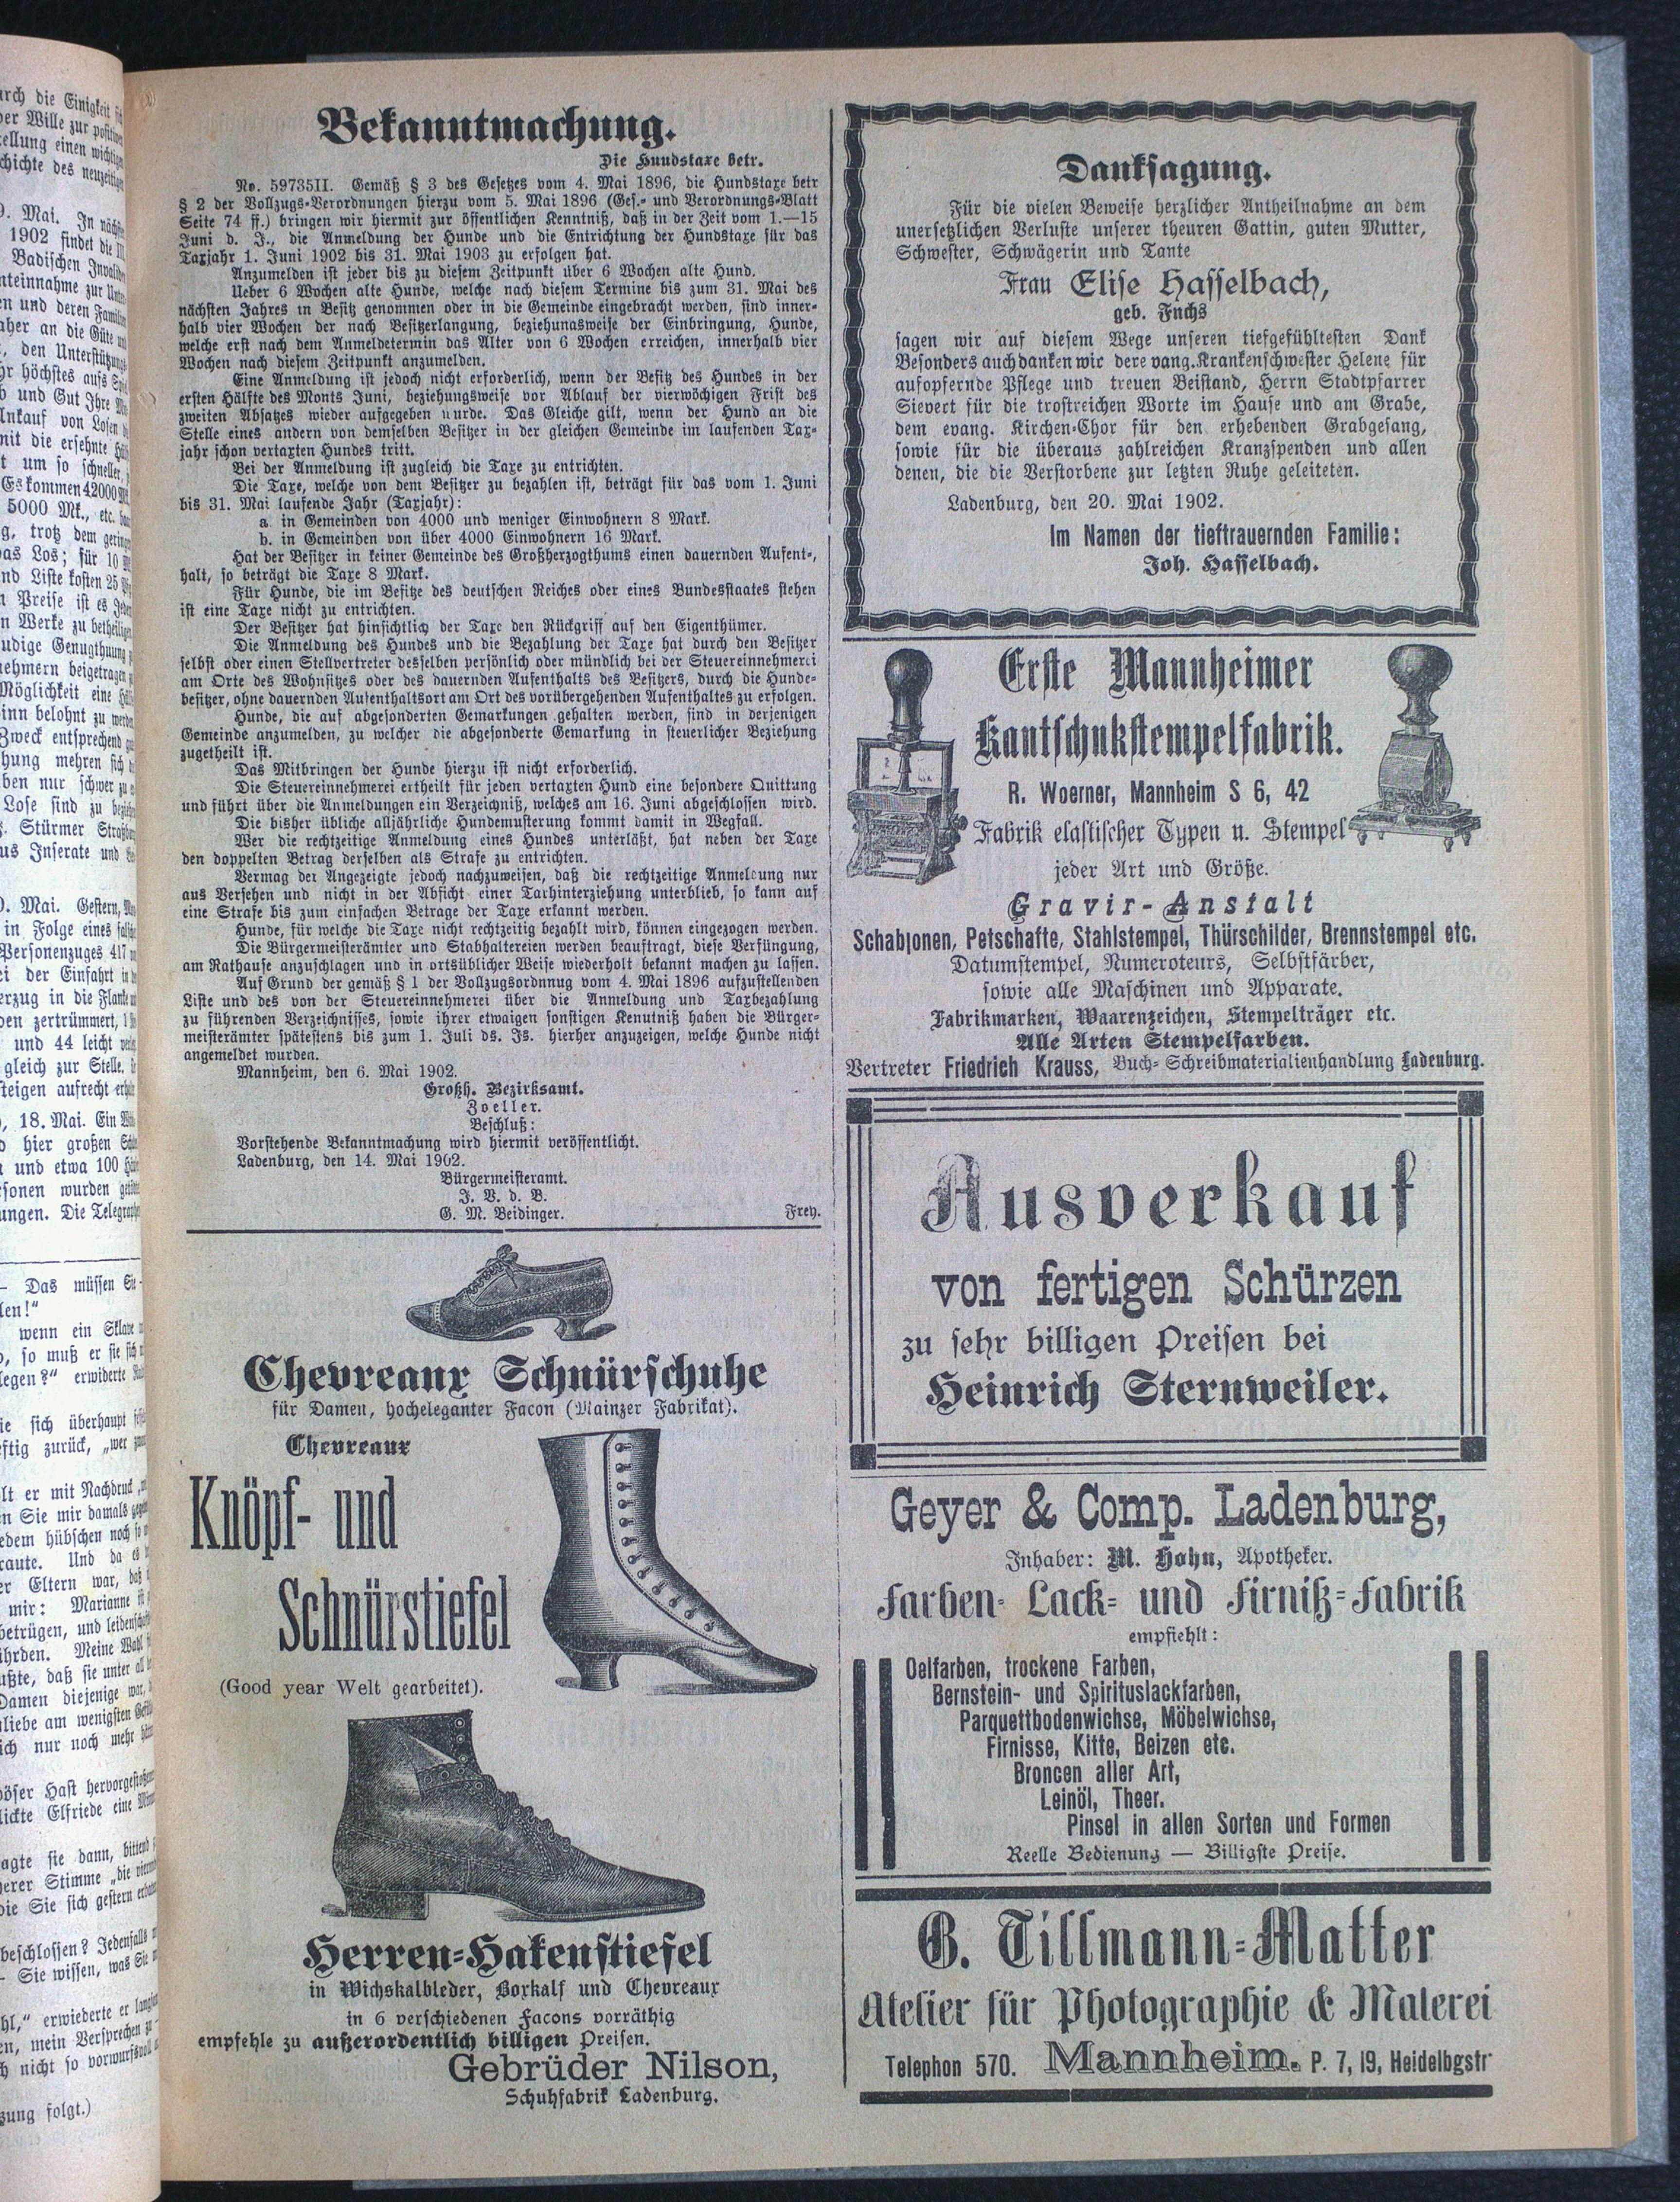 Bekanntmachung.
Die Hundstaxe betr.
No. 59735II. Gemäß § 3 des Gesetzes vom 4. Mai 1896, die Hundstaxe betr
§ 2 der Vollzugs-Verordnungen hierzu vom 5. Mai 1896 (Ges.- und Verordnungs-Blatt
Seite 74 ff.) bringen wir hiermit zur öffentlichen Kenntniß, daß in der Zeit vom 1.—15
Juni d. J., die Anmeldung der Hunde und die Entrichtung der Hundstaxe für das
Taxjahr 1. Juni 1902 bis 31. Mai 1903 zu erfolgen hat.
Anzumelden ist jeder bis zu diesem Zeitpunkt über 6 Wochen alte Hund.
Ueber 6 Wochen alte Hunde, welche nach diesem Termine bis zum 31. Mai des
nächsten Jahres in Besitz genommen oder in die Gemeinde eingebracht werden, sind inner-
halb vier Wochen der nach Besitzerlangung, beziehunasweise der Einbringung, Hunde,
welche erst nach dem Anmeldetermin das Alter von 6 Wochen erreichen, innerhalb vier
Wochen nach diesem Zeitpunkt anzumelden.
Eine Anmeldung ist jedoch nicht erforderlich, wenn der Besitz des Hundes in der
ersten Hälfte des Monts Juni, beziehungsweise vor Ablauf der vierwöchigen Frist des
zweiten Absatzes wieder aufgegeben wurde. Das Gleiche gilt, wenn der Hund an die
Stelle eines andern von demselben Besitzer in der gleichen Gemeinde im laufenden Tax-
jahr schon vertaxten Hundes tritt.
Bei der Anmeldung ist zugleich die Taxe zu entrichten.
Die Taxe, welche von dem Besitzer zu bezahlen ist, beträgt für das vom 1. Juni
bis 31. Mai laufende Jahr (Taxjahr):
a in Gemeinden von 4000 und weniger Einwohnern 8 Mark.
b. in Gemeinden von über 4000 Einwohnern 16 Mark.
Hat der Besitzer in keiner Gemeinde des Großherzogthums einen dauernden Aufent-,
halt, so beträgt die Taxe 8 Mark.
Für Hunde, die im Besitze des deutschen Reiches oder eines Bundesstaates stehen
ist eine Taxe nicht zu entrichten.
Der Besitzer hat hinsichtlich der Taxe den Rückgriff auf den Eigenthümer.
Die Anmeldung des Hundes und die Bezahlung der Taxe hat durch den Besitzer
selbst oder einen Stellvertreter desselben persönlich oder mündlich bei der Steuereinnehmerei
am Orte des Wohnsitzes oder des dauernden Aufenthalts des Besitzers, durch die Hunde-
besitzer, ohne dauernden Aufenthaltsort am Ort des vorübergehenden Aufenthaltes zu erfolgen.
Hunde, die auf abgesonderten Gemarkungen gehalten werden, sind in derjenigen
Gemeinde anzumelden, zu welcher die abgesonderte Gemarkung in steuerlicher Beziehung
zugetheilt ist.
Das Mitbringen der Hunde hierzu ist nicht erforderlich.
Die Steuereinnehmerei ertheilt für jeden vertaxten Hund eine besondere Quittung
und führt über die Anmeldungen ein Verzeichniß, welches am 16. Juni abgeschlossen wird.
Die bisher übliche alljährliche Hundemusterung kommt damit in Wegfall.
Wer die rechtzeitige Anmeldung eines Hundes unterläßt, hat neben der Taxe
den doppelten Betrag derselben als Strafe zu entrichten.
Vermag der Angezeigte jedoch nachzuweisen, daß die rechtzeitige Anmeldung nur
aus Versehen und nicht in der Absicht einer Taxhinterziehung unterblieb, so kann auf
eine Strafe bis zum einfachen Betrage der Taxe erkannt werden.
Hunde, für welche die Taxe nicht rechtzeitig bezahlt wird, können eingezogen werden.
Die Bürgermeisterämter und Stabhaltereien werden beauftragt, diese Verfüngung,
am Rathause anzuschlagen und in ortsüblicher Weise wiederholt bekannt machen zu lassen.
Auf Grund der gemäß § 1 der Vollzugsordnnug vom 4. Mai 1896 aufzustellenden
Liste und des von der Steuereinnehmerei über die Anmeldung und Taxbezahlung
zu führenden Verzeichnisses, sowie ihrer etwaigen sonstigen Kenutniß haben die Bürger-
meisterämter spätestens bis zum 1. Juli ds. Js. hierher anzuzeigen, welche Hunde nicht
angemeldet wurden.
Mannheim, den 6. Mai 1902.
Großh. Bezirksamt.
Zoeller.
Beschluß:
Vorstehende Bekanntmachung wird hiermit veröffentlicht.
Ladenburg, den 14. Mai 1902.
Bürgermeisteramt.
J. V. d. B.
G. M. Beidinger. Frey.
Chevreaux Schnürschuhe
für Damen, hocheleganter Facon (Mainzer Fabrikat).
Chevreaux
Knöpf- und
Schnürstiefel
(Good year Welt gearbeitet).
Herren-Hakenstiefel
in Wichskalbleder, Boxkalf und Chevreaux
in 6 verschiedenen Facons vorräthig
empfehle zu außerordentlich billigen Preisen.
Gebrüder Nilson,
Schuhfabrik Ladenburg.
Danksagung.
Für die vielen Beweise herzlicher Antheilnahme an dem
unersetzlichen Verluste unserer theuren Gattin, guten Mutter,
Schwester, Schwägerin und Tante
Frau Elise Hasselbach,
geb. Fuchs
sagen wir auf diesem Wege unseren tiefgefühltesten Dank
Besonders auch danken wir der evang. Krankenschwester Helene für
aufopfernde Pflege und treuen Beistand, Herrn Stadtpfarrer
Sievert für die trostreichen Worte im Hause und am Grabe,
dem evang. Kirchen-Chor für den erhebenden Grabgesang,
sowie für die überaus zahlreichen Kranzspenden und allen
denen, die die Verstorbene zur letzten Ruhe geleiteten.
Ladenburg, den 20. Mai 1902.
Im Namen der tieftrauernden Familie:
Joh. Hasselbach.
Erste Mannheimer
Kautschukstempelfabrik.
R. Woerner, Mannheim S 6, 42
Fabrik elastischer Typen u. Stempel
jeder Art und Größe.
Gravir-Anstalt
Schablonen, Petschafte, Stahlstempel, Thürschilder, Brennstempel etc.
Datumstempel, Numeroteurs, Selbstfärber,
sowie alle Maschinen und Apparate.
Fabrikmarken, Waarenzeichen, Stempelträger etc.
Alle Arten Stempelfarben.
Vertreter Friedrich Krauss, Buch- Schreibmaterialienhandlung Ladenburg.
Ausverkauf
von fertigen Schürzen
zu sehr billigen Preisen bei
Heinrich Sternweiler.
Geyer & Comp. Ladenburg,
Inhaber: M. Hahn, Apotheker.
Farben- Lack- und Firniß-Fabrik
empfiehlt:
Oelfarben, trockene Farben,
Bernstein- und Spirituslackfarben,
Parquettbodenwichse, Möbelwichse,
Firnisse, Kitte, Beizen etc.
Broncen aller Art,
Leinöl, Theer.
Pinsel in allen Sorten und Formen
Reelle Bedienung — Billigste Preise.
G. Tillmann-Matter
Atelier für Photographie & Malerei
Telephon 570. Mannheim. P. 7, 19, Heidelbgstr